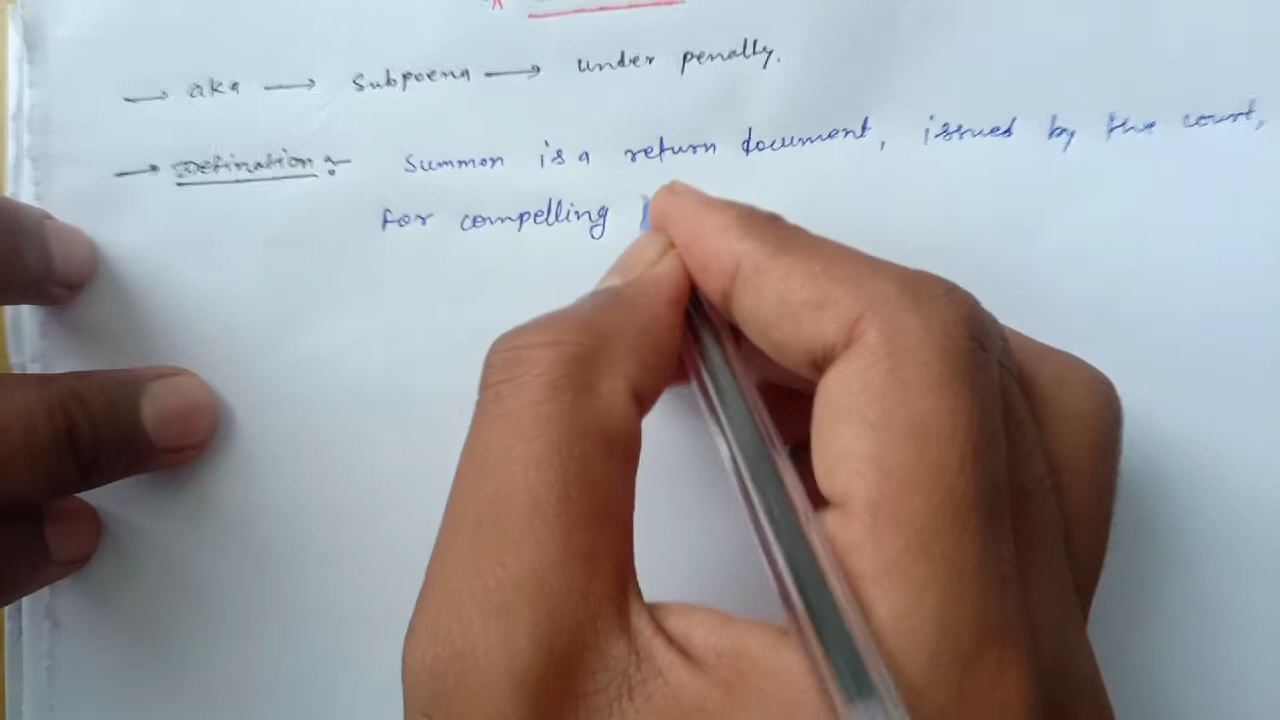 → aka → subpoena → under penalty.
→ Defination :- Summon is a return document, issued by the court,
for compelling